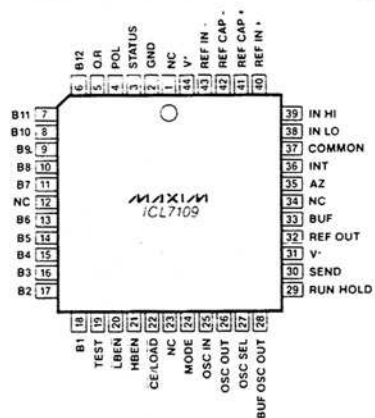 B12
O.R
POL
STATUS
GND
NC
V+
REF IN -
REF CAP -
REF CAP +
REF IN +
6
5
4
3
2
1
44
43
42
41
40
B11 7
B10 8
B9 9
B8 10
B7 11
NC 12
B6 13
B5 14
B4 15
B3 16
B2 17
MAXIM
ICL7109
39 IN HI
38 IN LO
37 COMMON
36 INT
35 AZ
34 NC
33 BUF
32 REF OUT
31 V-
30 SEND
29 RUN HOLD
18
19
20
21
22
23
24
25
26
27
28
B1
TEST
LBEN
HBEN
CE/LOAD
NC
MODE
OSC IN
OSC OUT
OSC SEL
BUF OSC OUT